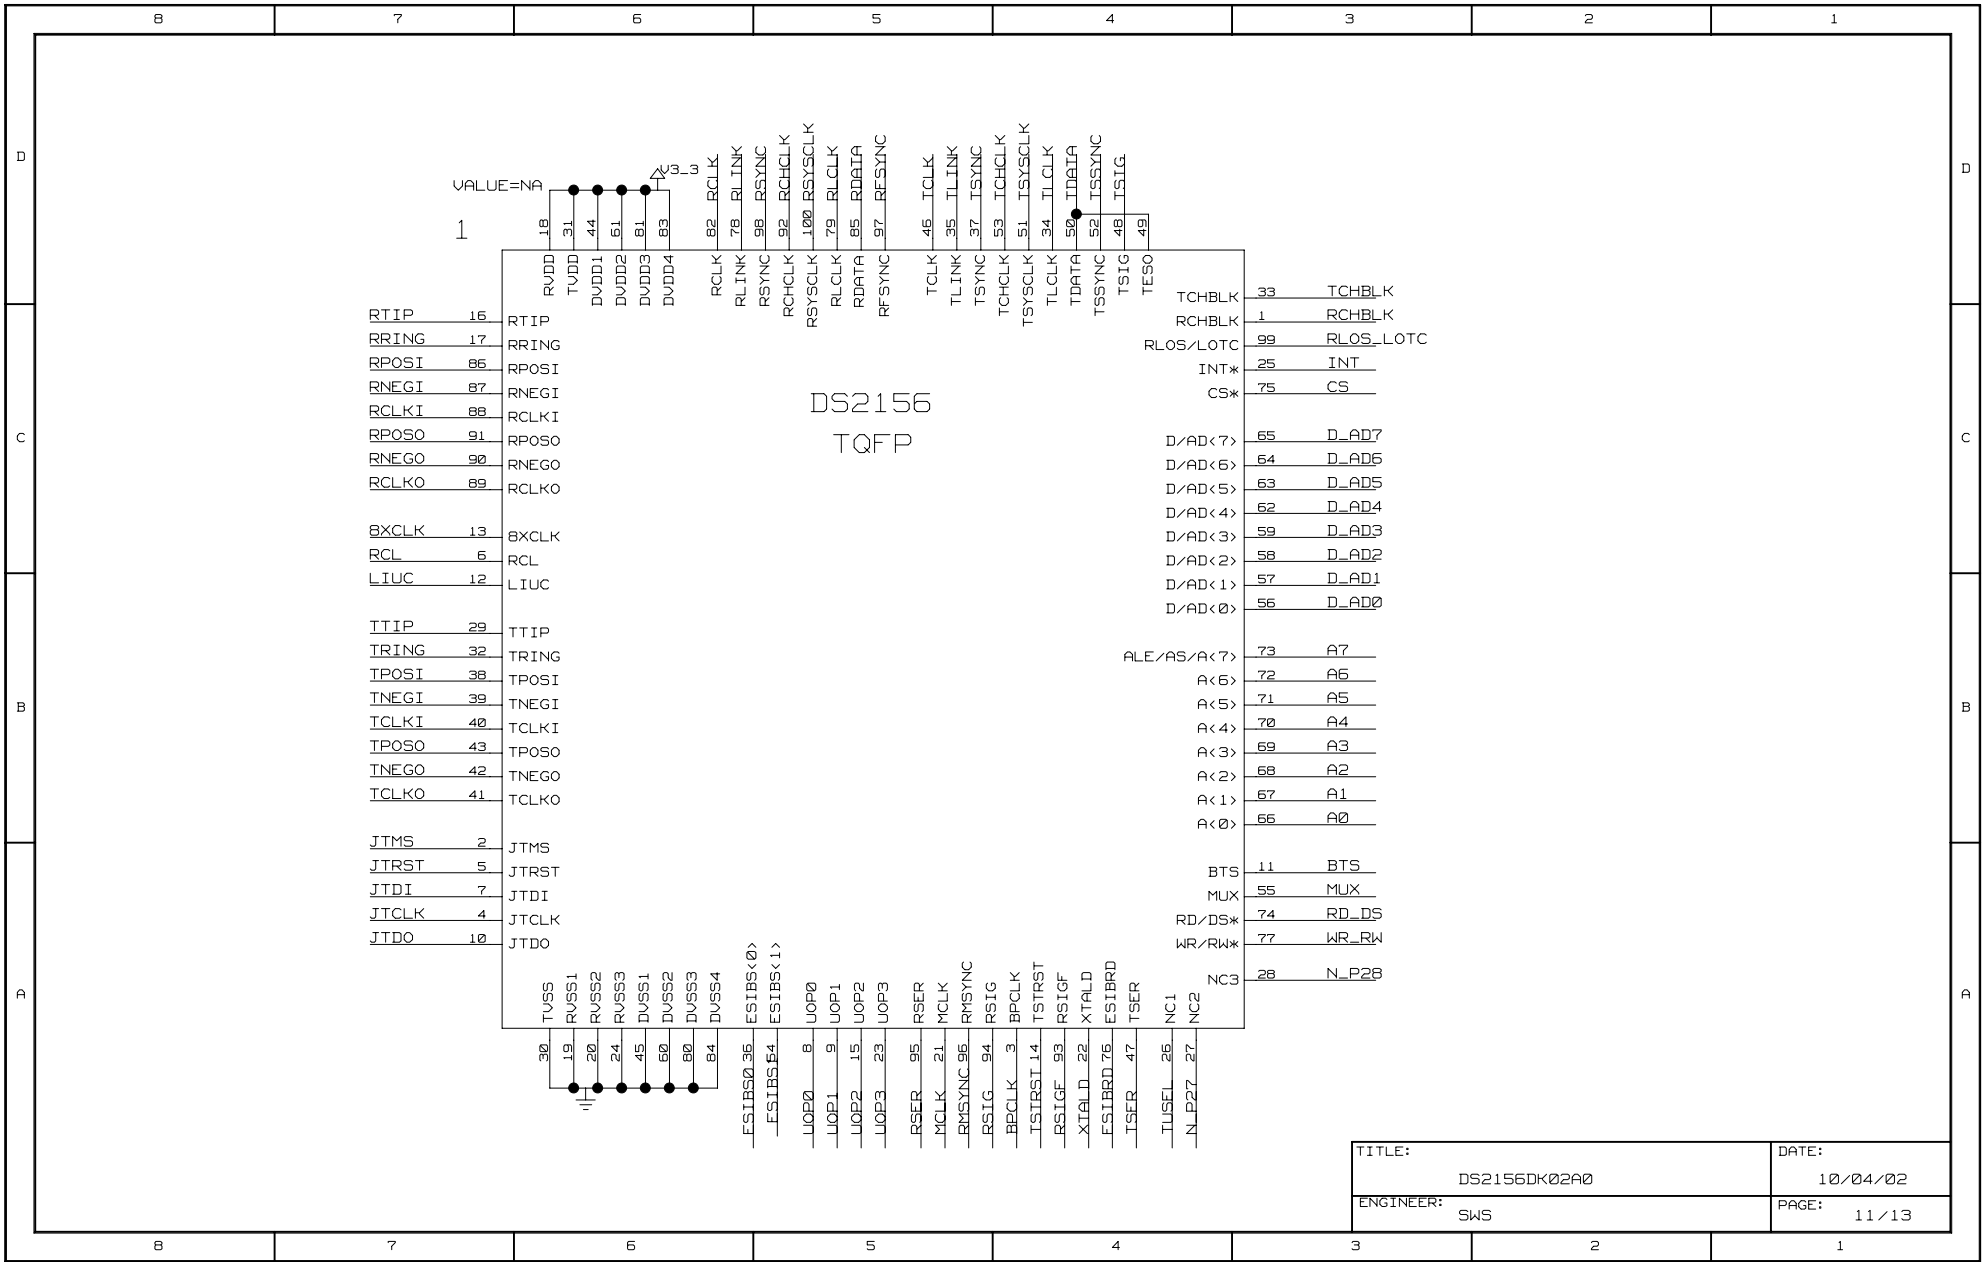 8 7 6 5 4 3 2 1
D D
C C
B B
A A
VALUE=NA
V3_3
1
18 31 44 61 81 83
RVDD TVDD DVDD1 DVDD2 DVDD3 DVDD4
RCLK RLINK RSYNC RCHCLK RSYSCLK RLCLK RDATA RFSYNC
82 78 98 92 100 79 85 97
RCLK RLINK RSYNC RCHCLK RSYSCLK RLCLK RDATA RFSYNC
TCLK TLINK TSYNC TCHCLK TSYSCLK TLCLK TDATA TSSYNC TSIG
46 35 37 53 51 34 50 52 48 49
TCLK TLINK TSYNC TCHCLK TSYSCLK TLCLK TDATA TSSYNC TSIG TESO
DS2156
TQFP
RTIP 16 RTIP
RRING 17 RRING
RPOSI 86 RPOSI
RNEGI 87 RNEGI
RCLKI 88 RCLKI
RPOSO 91 RPOSO
RNEGO 90 RNEGO
RCLKO 89 RCLKO
8XCLK 13 8XCLK
RCL 6 RCL
LIUC 12 LIUC
TTIP 29 TTIP
TRING 32 TRING
TPOSI 38 TPOSI
TNEGI 39 TNEGI
TCLKI 40 TCLKI
TPOSO 43 TPOSO
TNEGO 42 TNEGO
TCLKO 41 TCLKO
JTMS 2 JTMS
JTRST 5 JTRST
JTDI 7 JTDI
JTCLK 4 JTCLK
JTDO 10 JTDO
TCHBLK 33 TCHBLK
RCHBLK 1 RCHBLK
RLOS/LOTC 99 RLOS_LOTC
INT* 25 INT
CS* 75 CS
D/AD<7> 65 D_AD7
D/AD<6> 64 D_AD6
D/AD<5> 63 D_AD5
D/AD<4> 62 D_AD4
D/AD<3> 59 D_AD3
D/AD<2> 58 D_AD2
D/AD<1> 57 D_AD1
D/AD<0> 56 D_AD0
ALE/AS/A<7> 73 A7
A<6> 72 A6
A<5> 71 A5
A<4> 70 A4
A<3> 69 A3
A<2> 68 A2
A<1> 67 A1
A<0> 66 A0
BTS 11 BTS
MUX 55 MUX
RD/DS* 74 RD_DS
WR/RW* 77 WR_RW
NC3 28 N_P28
TVSS RVSS1 RVSS2 RVSS3 DVSS1 DVSS2 DVSS3 DVSS4
30 19 20 24 45 60 80 84
ESIBS<0> ESIBS<1> UOP0 UOP1 UOP2 UOP3 RSER MCLK RMSYNC RSIG BPCLK TSTRST RSIGF XTALD ESIBRD TSER NC1 NC2
36 54 8 9 15 23 95 21 96 94 3 14 93 22 76 47 26 27
ESIBS0 ESIBS1 UOP0 UOP1 UOP2 UOP3 RSER MCLK RMSYNC RSIG BPCLK TSTRST RSIGF XTALD ESIBRD TSER TUSEL N_P27
TITLE:
DS2156DK02A0
DATE:
10/04/02
ENGINEER:
SWS
PAGE:
11/13
8 7 6 5 4 3 2 1